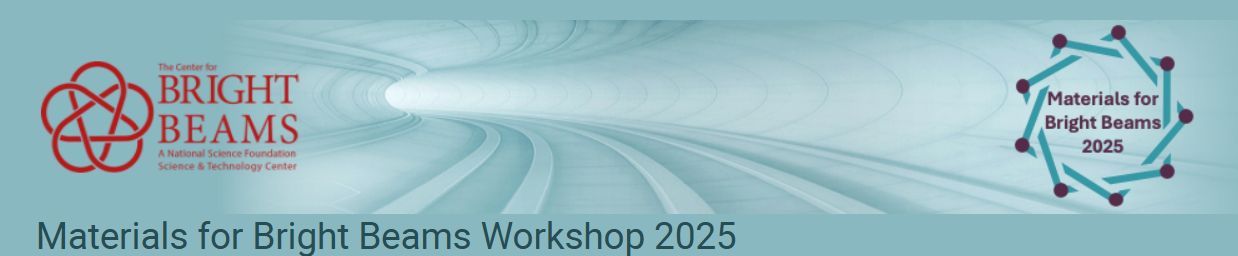 The Center for
BRIGHT
BEAMS
A National Science Foundation
Science & Technology Center
Materials for
Bright Beams
2025
Materials for Bright Beams Workshop 2025